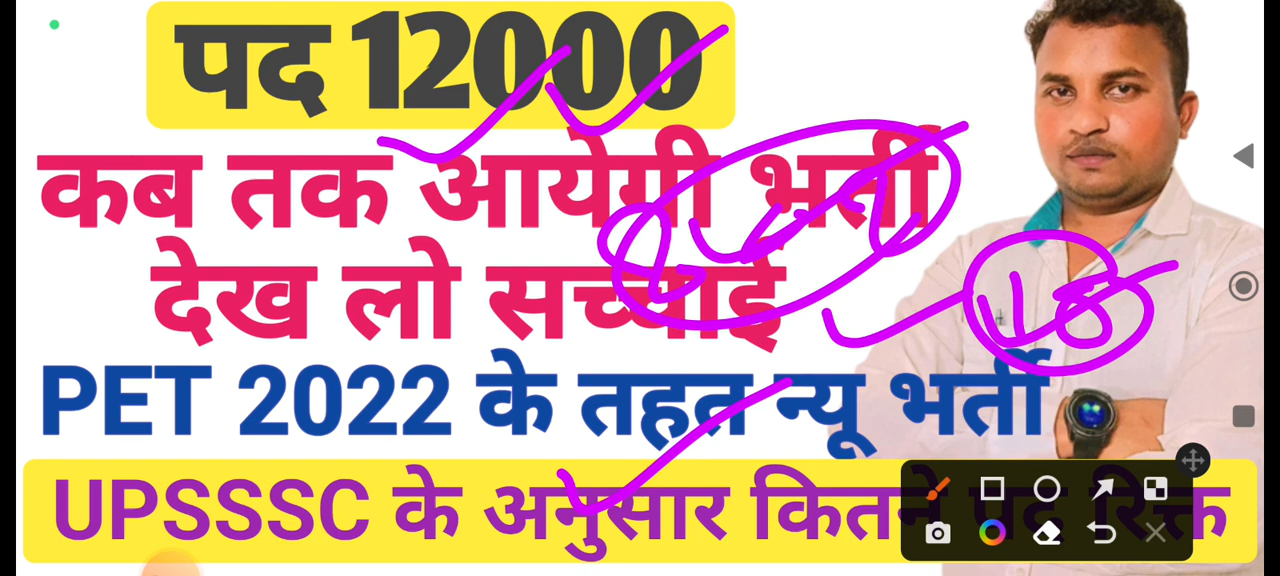 पद 12000
कब तक आयेगी भर्ती
देख लो सच्चाई
PET 2022 के तहत न्यू भर्ती
UPSSSC के अनुसार कितने पद रिक्त